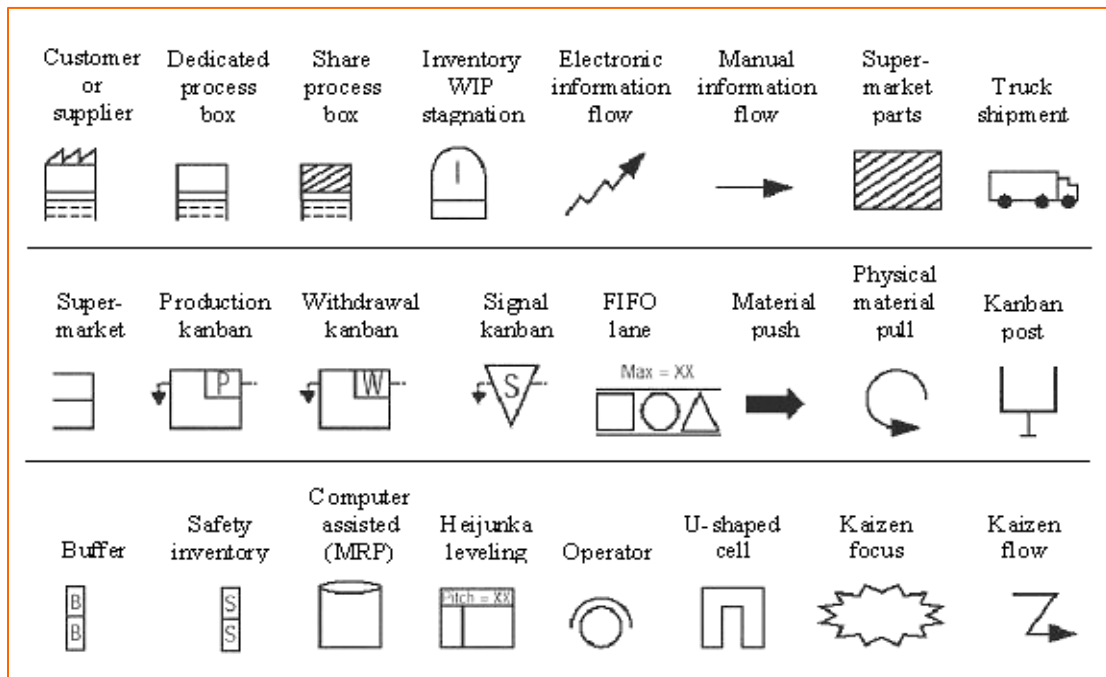 Customer
or
supplier
Dedicated
process
box
Share
process
box
Inventory
WIP
stagnation
Electronic
information
flow
Manual
information
flow
Super-
market
parts
Truck
shipment
I
Super-
market
Production
kanban
Withdrawal
kanban
Signal
kanban
FIFO
lane
Material
push
Physical
material
pull
Kanban
post
P
W
S
Max = XX
Buffer
Safety
inventory
Computer
assisted
(MRP)
Heijunka
leveling
Operator
U-shaped
cell
Kaizen
focus
Kaizen
flow
B
B
S
S
Pitch = XX